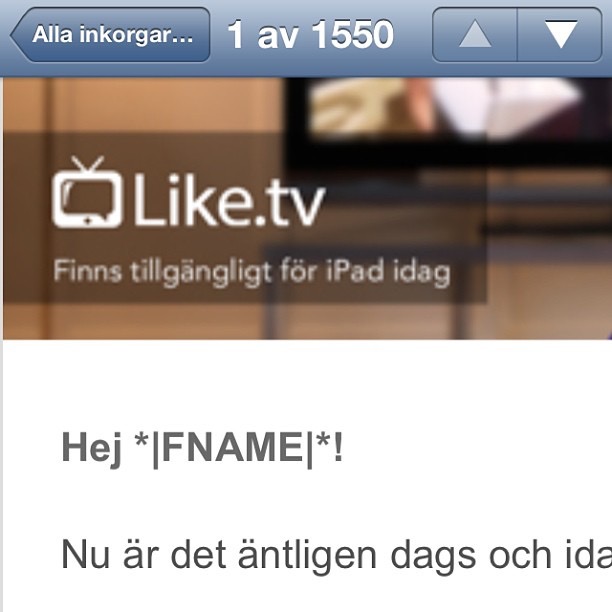 Alla inkorgar... 1 av 1550
Like.tv
Finns tillgängligt för iPad idag
Hej *|FNAME|*!
Nu är det äntligen dags och ida